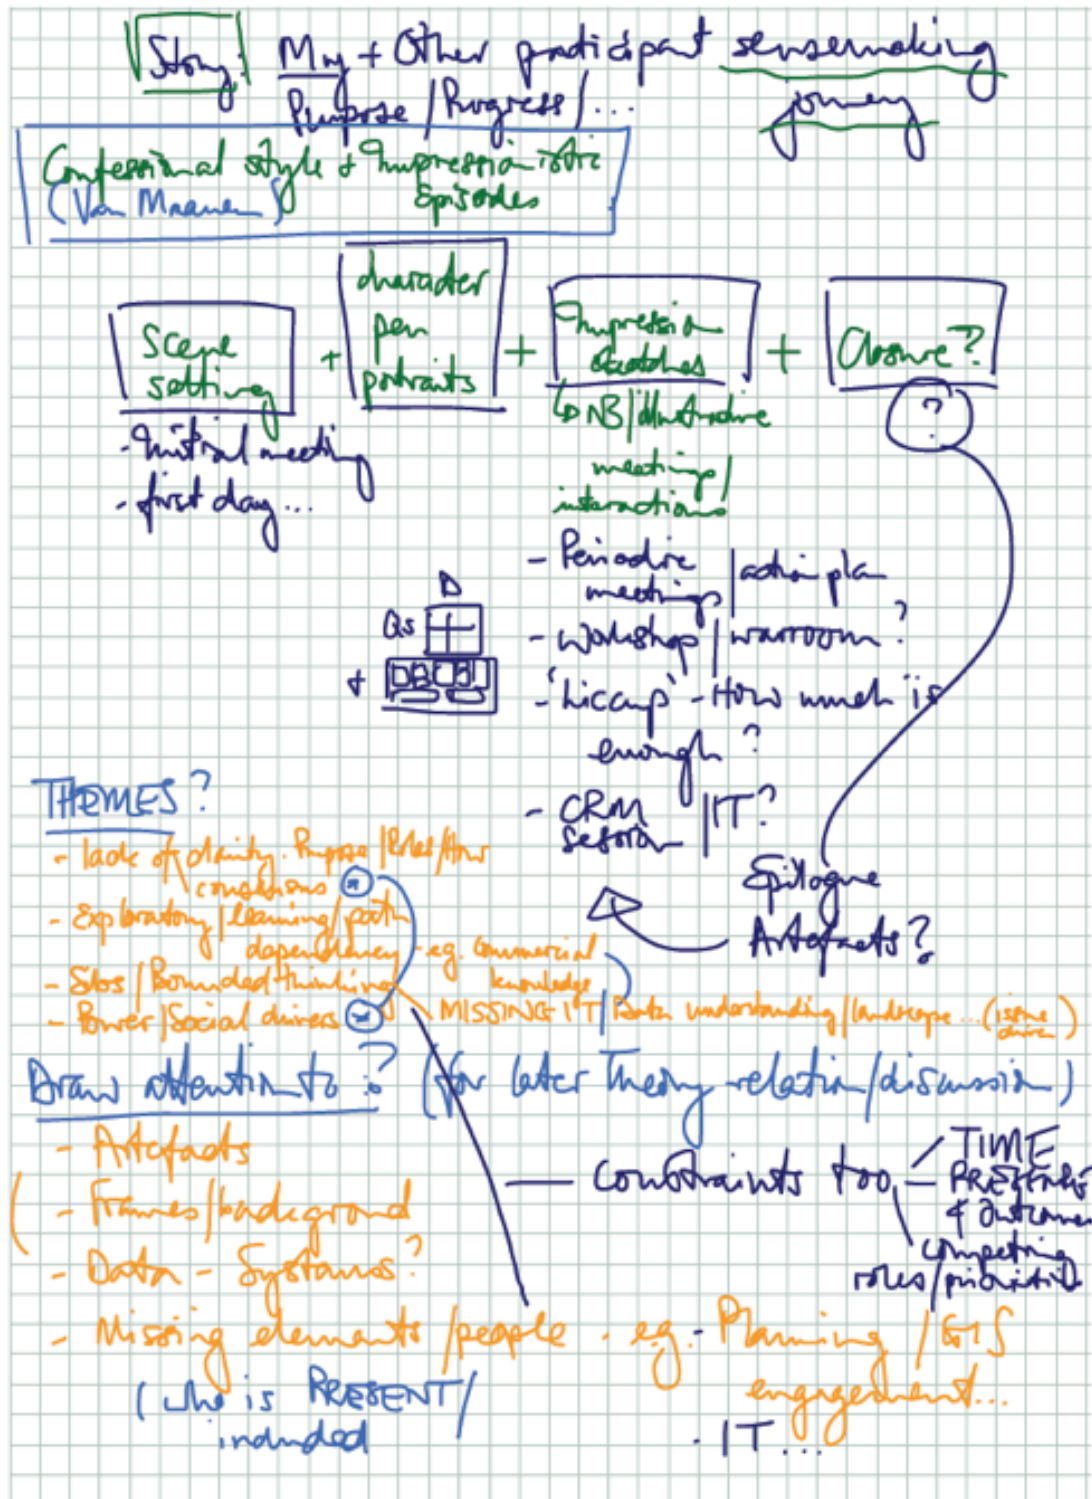 Story: My + Other participant sensemaking
Purpose / Progress / ... journey
Confessional style + Impressionistic
(Van Maanen) Episodes
Scene
setting
+
character
pen
portraits
+
Impression
sketches
+
Closure?
?
- Initial meeting
- first day...
NB/illustrative
meetings/
interactions
- Periodic | action plan
meetings
- Workshop | warroom?
- 'hiccup' - How much is
enough?
- CRM | IT?
session
D
Qs
+
Epilogue
Artefacts?
THEMES?
- lack of clarity. Purpose / Roles / How
- Exploratory / learning / path
dependency - eg. commercial
knowledge
- Silos / Bounded thinking
- Power / Social drivers
MISSING IT / Data understanding / landscape ...
Draw attention to:? (for later Theory relation/discussion)
- Artefacts
- Frames/background
- Data - Systems?
- Missing elements / people - eg. - Planning / GIS
engagement...
- IT ...
(who is PRESENT/
included
— Constraints too
- TIME
& outcome
competing
roles/priorities